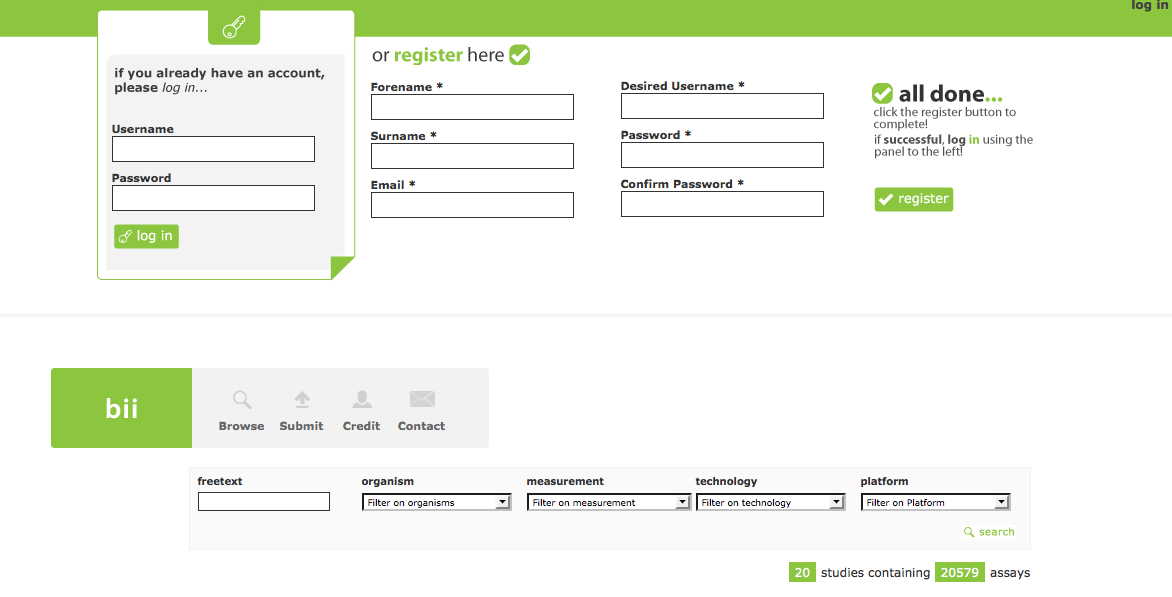 log in
if you already have an account,
please log in...
Username
Password
log in
or register here
Forename *
Surname *
Email *
Desired Username *
Password *
Confirm Password *
all done...
click the register button to
complete!
if successful, log in using the
panel to the left!
register
bii
Browse Submit Credit Contact
freetext organism measurement technology platform
Filter on organisms Filter on measurement Filter on technology Filter on Platform
search
20 studies containing 20579 assays